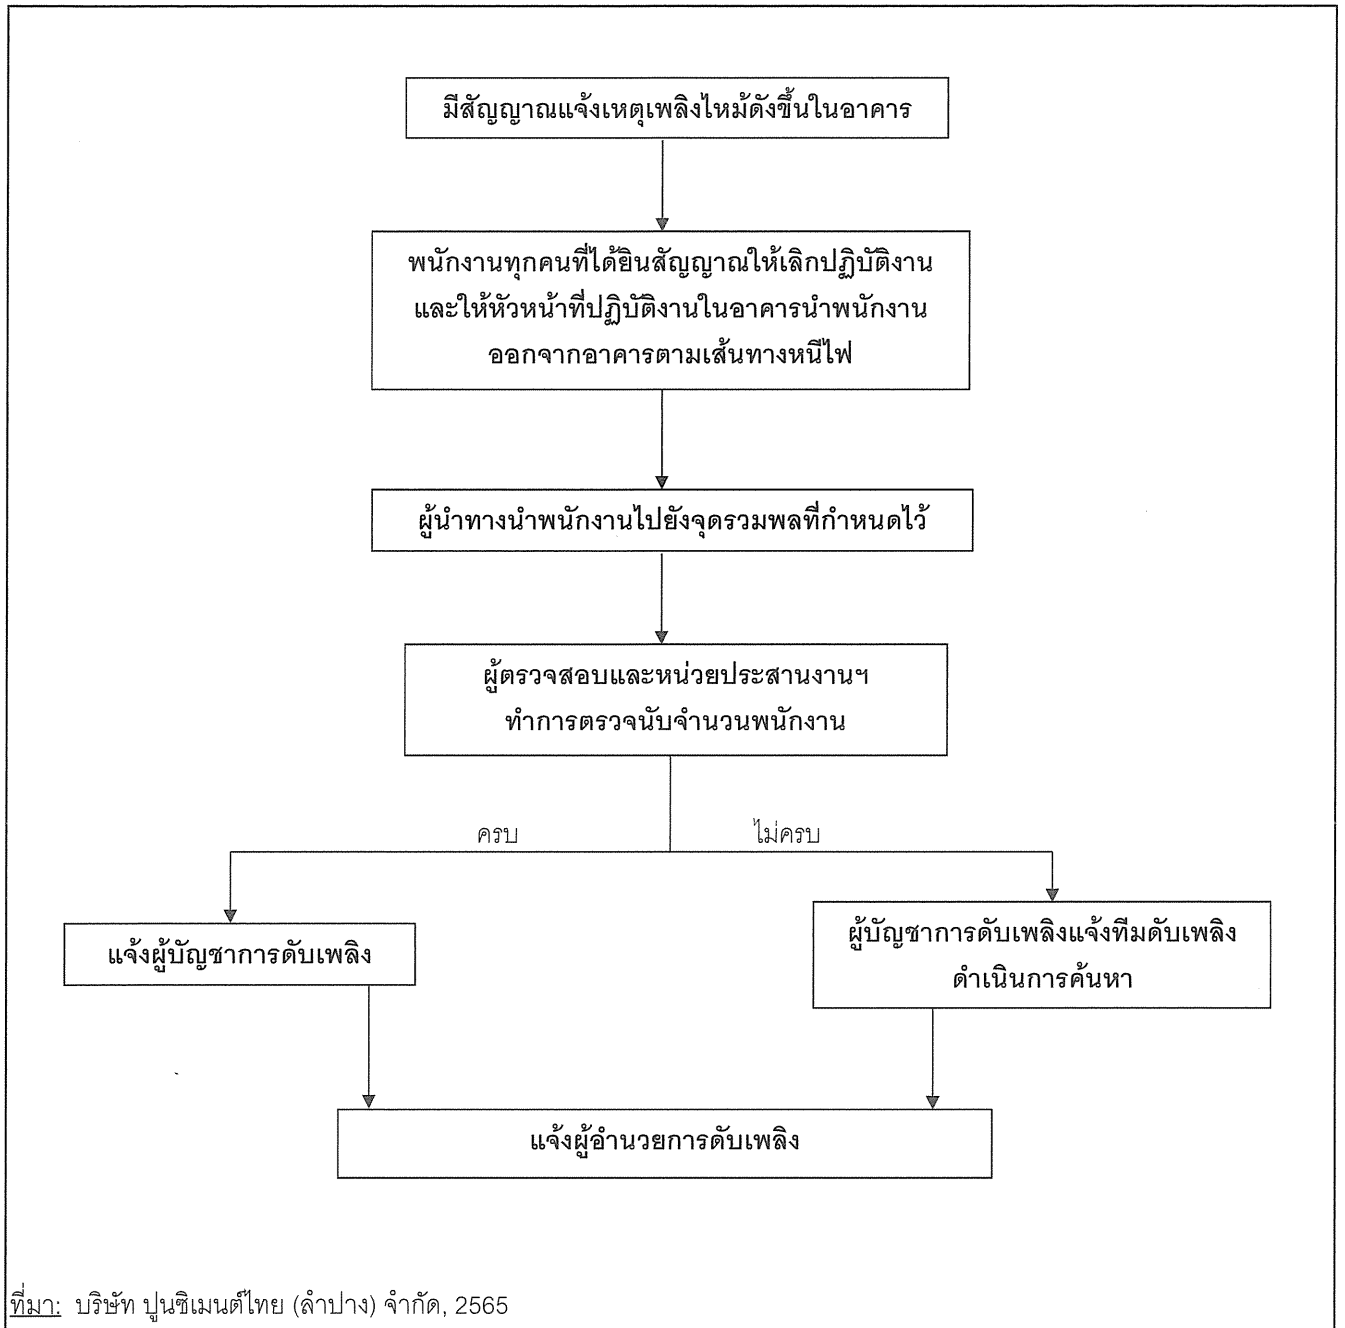 มีสัญญาณแจ้งเหตุเพลิงไหม้ดังขึ้นในอาคาร
พนักงานทุกคนที่ได้ยินสัญญาณให้เลิกปฏิบัติงาน
และให้หัวหน้าที่ปฏิบัติงานในอาคารนำพนักงาน
ออกจากอาคารตามเส้นทางหนีไฟ
ผู้นำทางนำพนักงานไปยังจุดรวมพลที่กำหนดไว้
ผู้ตรวจสอบและหน่วยประสานงานฯ
ทำการตรวจนับจำนวนพนักงาน
ครบ
ไม่ครบ
แจ้งผู้บัญชาการดับเพลิง
ผู้บัญชาการดับเพลิงแจ้งทีมดับเพลิง
ดำเนินการค้นหา
แจ้งผู้อำนวยการดับเพลิง
ที่มา: บริษัท ปูนซิเมนต์ไทย (ลำปาง) จำกัด, 2565